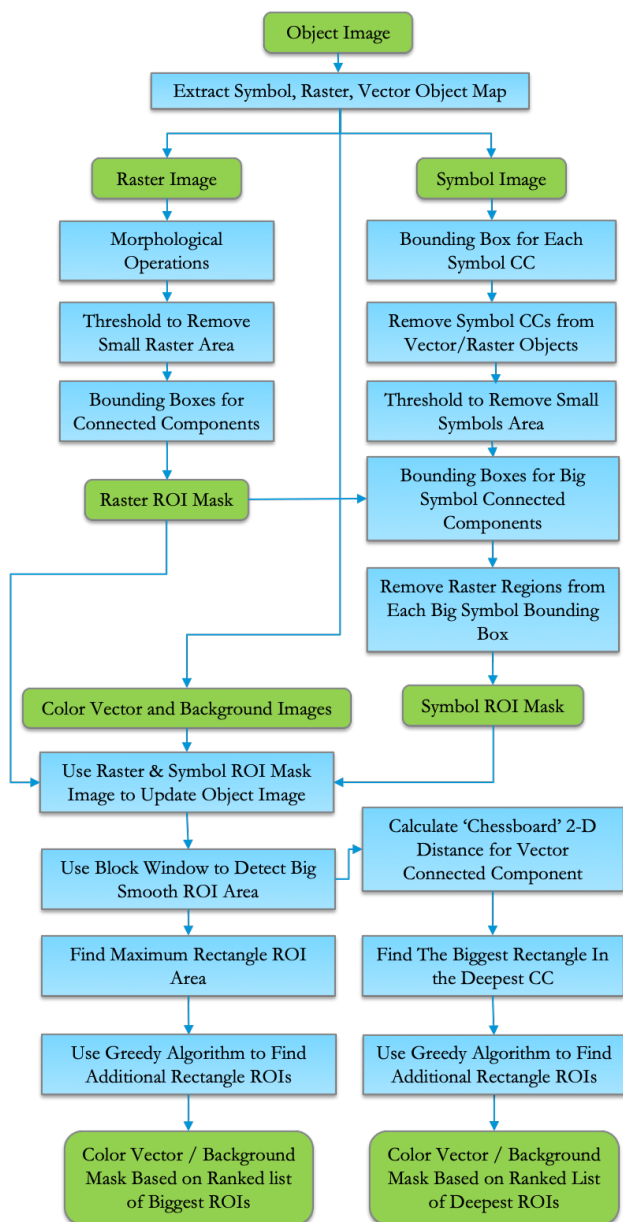 Object Image
Extract Symbol, Raster, Vector Object Map
Raster Image
Symbol Image
Morphological
Operations
Bounding Box for Each
Symbol CC
Threshold to Remove
Small Raster Area
Remove Symbol CCs from
Vector/Raster Objects
Bounding Boxes for
Connected Components
Threshold to Remove Small
Symbols Area
Raster ROI Mask
Bounding Boxes for Big
Symbol Connected
Components
Remove Raster Regions from
Each Big Symbol Bounding
Box
Color Vector and Background Images
Symbol ROI Mask
Use Raster & Symbol ROI Mask
Image to Update Object Image
Use Block Window to Detect Big
Smooth ROI Area
Calculate ‘Chessboard’ 2-D
Distance for Vector
Connected Component
Find Maximum Rectangle ROI
Area
Find The Biggest Rectangle In
the Deepest CC
Use Greedy Algorithm to Find
Additional Rectangle ROIs
Use Greedy Algorithm to Find
Additional Rectangle ROIs
Color Vector / Background
Mask Based on Ranked list
of Biggest ROIs
Color Vector / Background
Mask Based on Ranked List
of Deepest ROIs